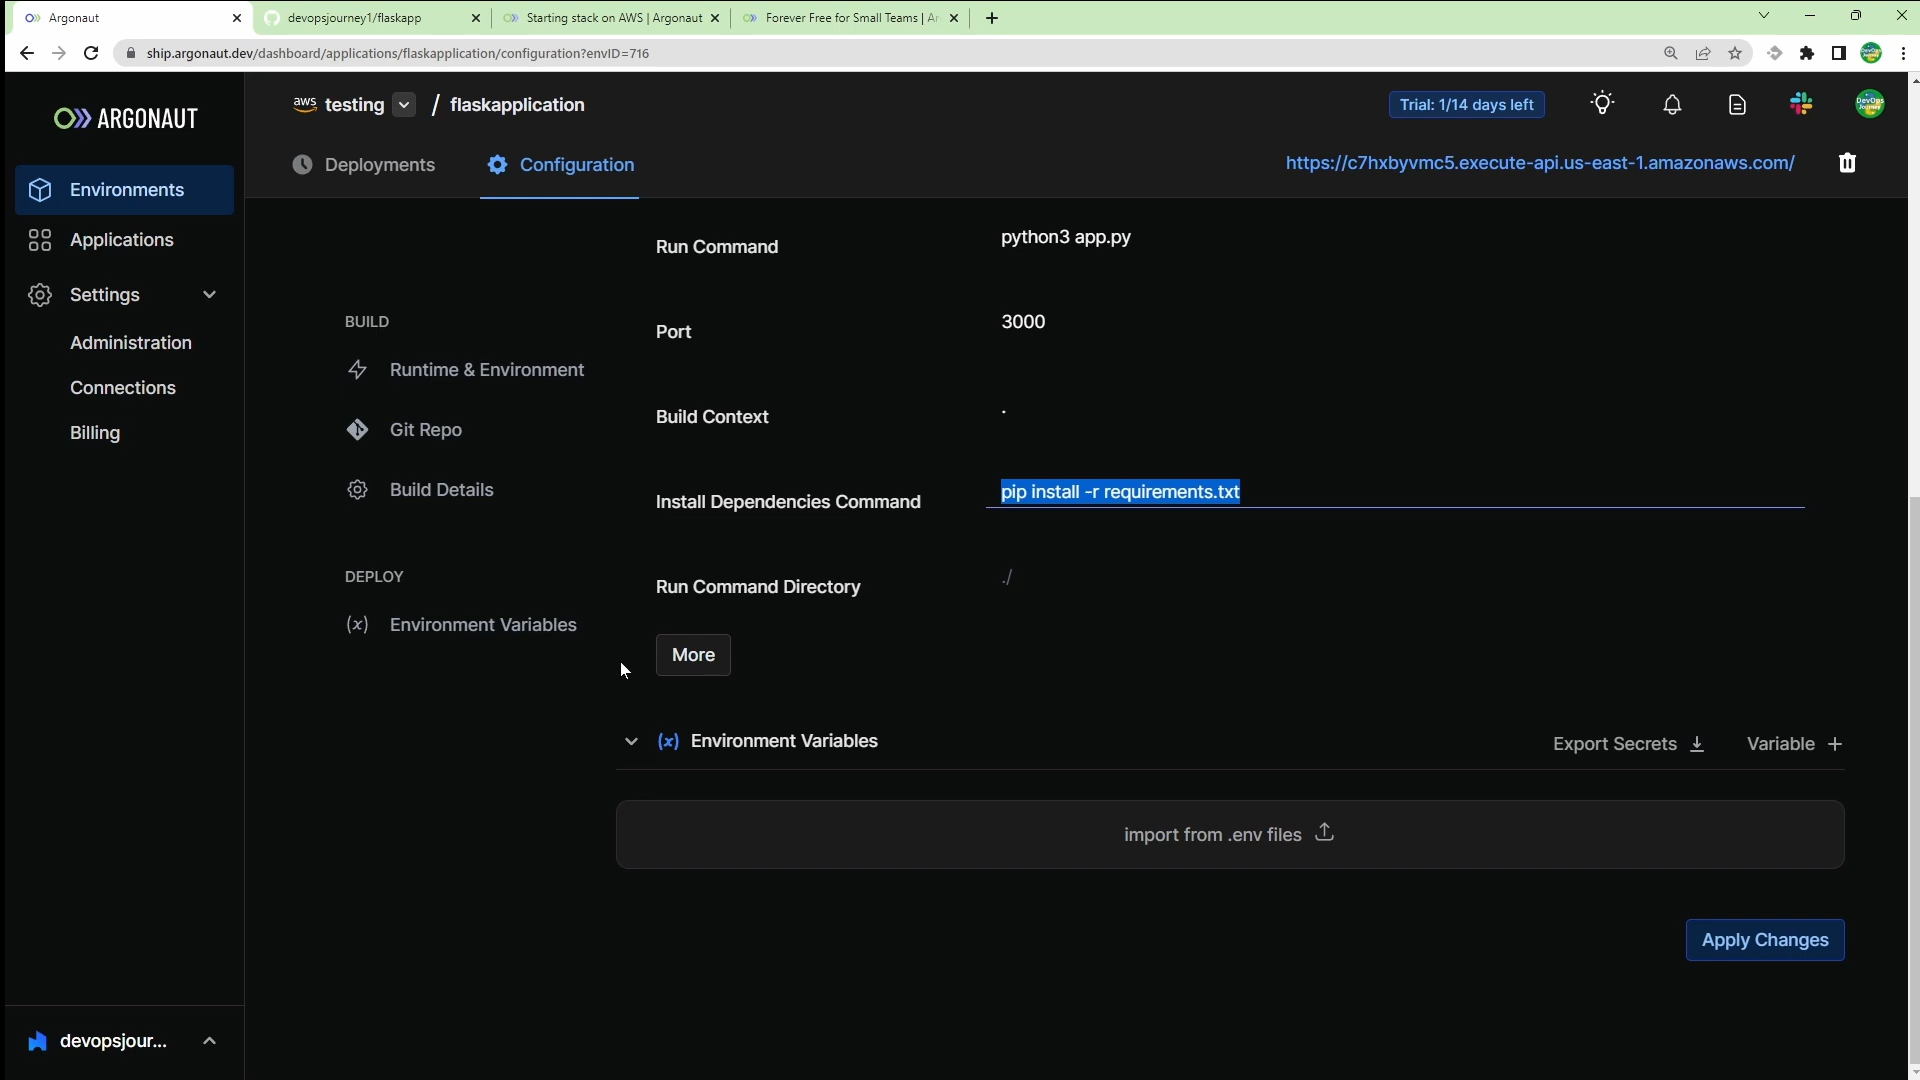 Argonaut
devopsjourney1/flaskapp
Starting stack on AWS | Argonaut
Forever Free for Small Teams | Ar
ship.argonaut.dev/dashboard/applications/flaskapplication/configuration?envID=716
ARGONAUT
aws testing / flaskapplication
Trial: 1/14 days left
DevOps Journey
Deployments
Configuration
https://c7hxbyvmc5.execute-api.us-east-1.amazonaws.com/
Environments
Applications
Settings
Administration
Connections
Billing
BUILD
Runtime & Environment
Git Repo
Build Details
DEPLOY
(x) Environment Variables
Run Command
python3 app.py
Port
3000
Build Context
.
Install Dependencies Command
pip install -r requirements.txt
Run Command Directory
./
More
(x) Environment Variables
Export Secrets
Variable +
import from .env files
Apply Changes
devopsjour...